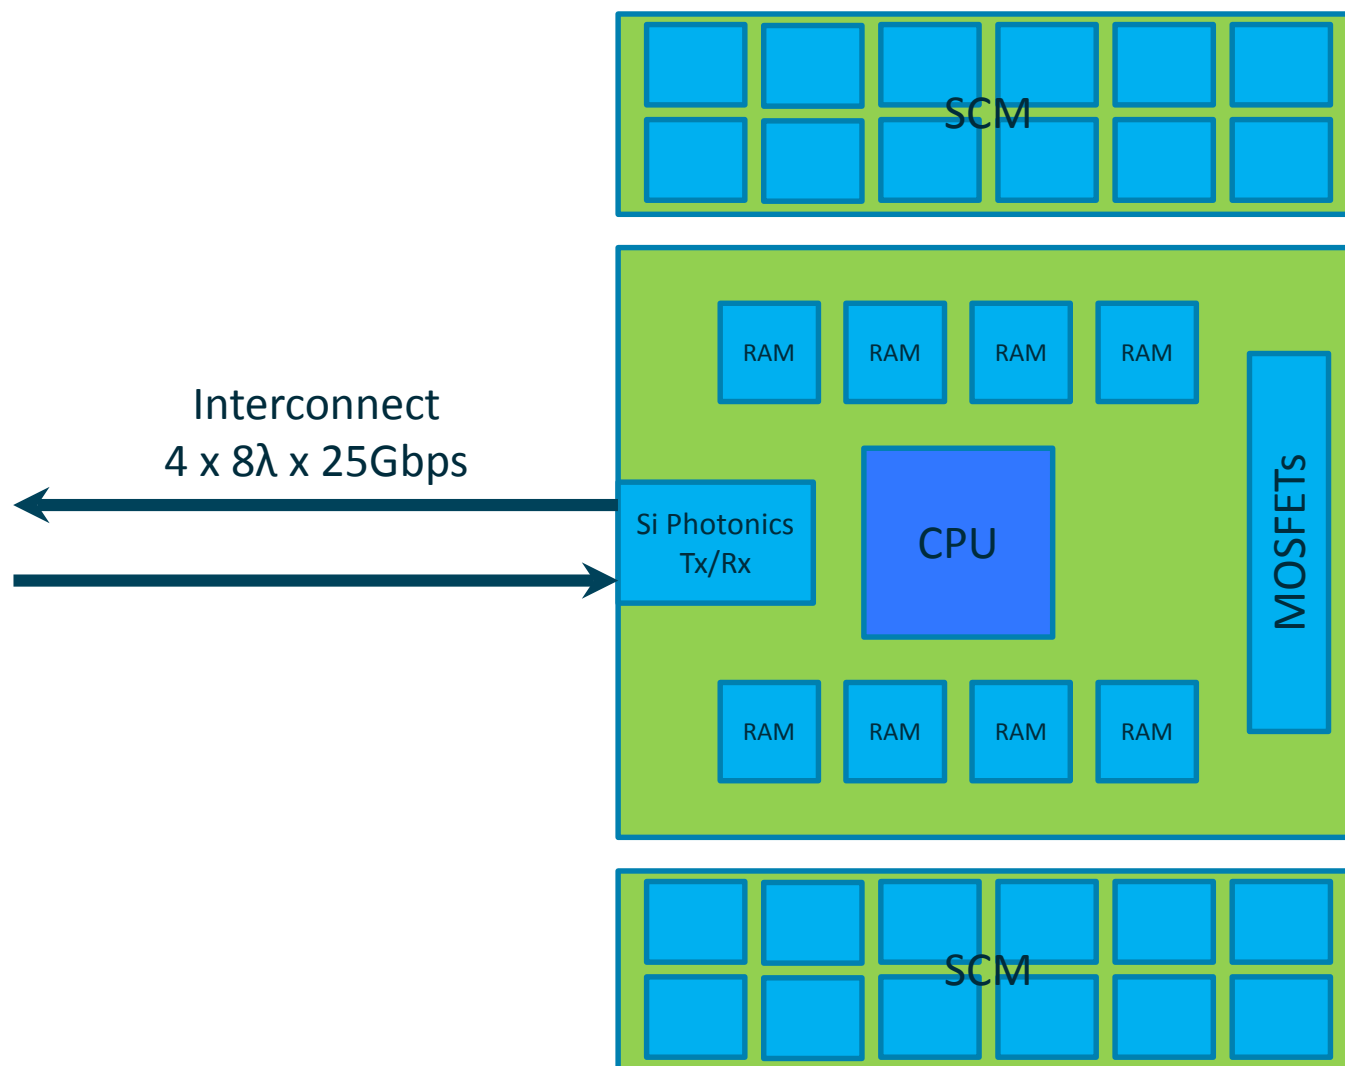 SCM
RAM
RAM
RAM
RAM
Interconnect
4 x 8λ x 25Gbps
Si Photonics
Tx/Rx
CPU
MOSFETs
RAM
RAM
RAM
RAM
SCM